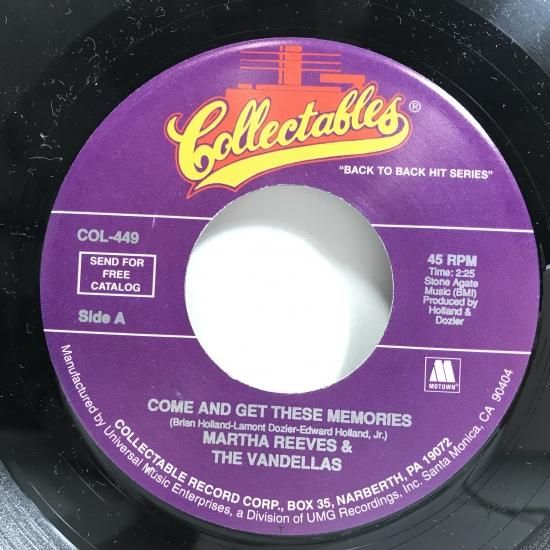 Collectables®
"BACK TO BACK HIT SERIES"
COL-449
SEND FOR
FREE
CATALOG
Side A
45 RPM
Time: 2:25
Stone Agate
Music (BMI)
Produced by
Holland &
Dozier
MOTOWN®
COME AND GET THESE MEMORIES
(Brian Holland-Lamont Dozier-Edward Holland, Jr.)
MARTHA REEVES &
THE VANDELLAS
COLLECTABLE RECORD CORP., BOX 35, NARBERTH, PA 19072
Manufactured by Universal Music Enterprises, a Division of UMG Recordings, Inc. Santa Monica, CA 90404